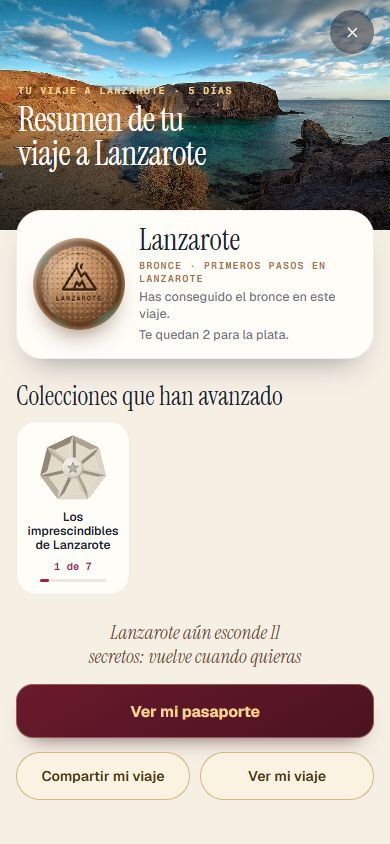 TU VIAJE A LANZAROTE · 5 DÍAS
Resumen de tu
viaje a Lanzarote
Lanzarote
BRONCE · PRIMEROS PASOS EN
LANZAROTE
LANZAROTE
Has conseguido el bronce en este
viaje.
Te quedan 2 para la plata.
Colecciones que han avanzado
Los
imprescindibles
de Lanzarote
1 de 7
Lanzarote aún esconde 11
secretos: vuelve cuando quieras
Ver mi pasaporte
Compartir mi viaje
Ver mi viaje